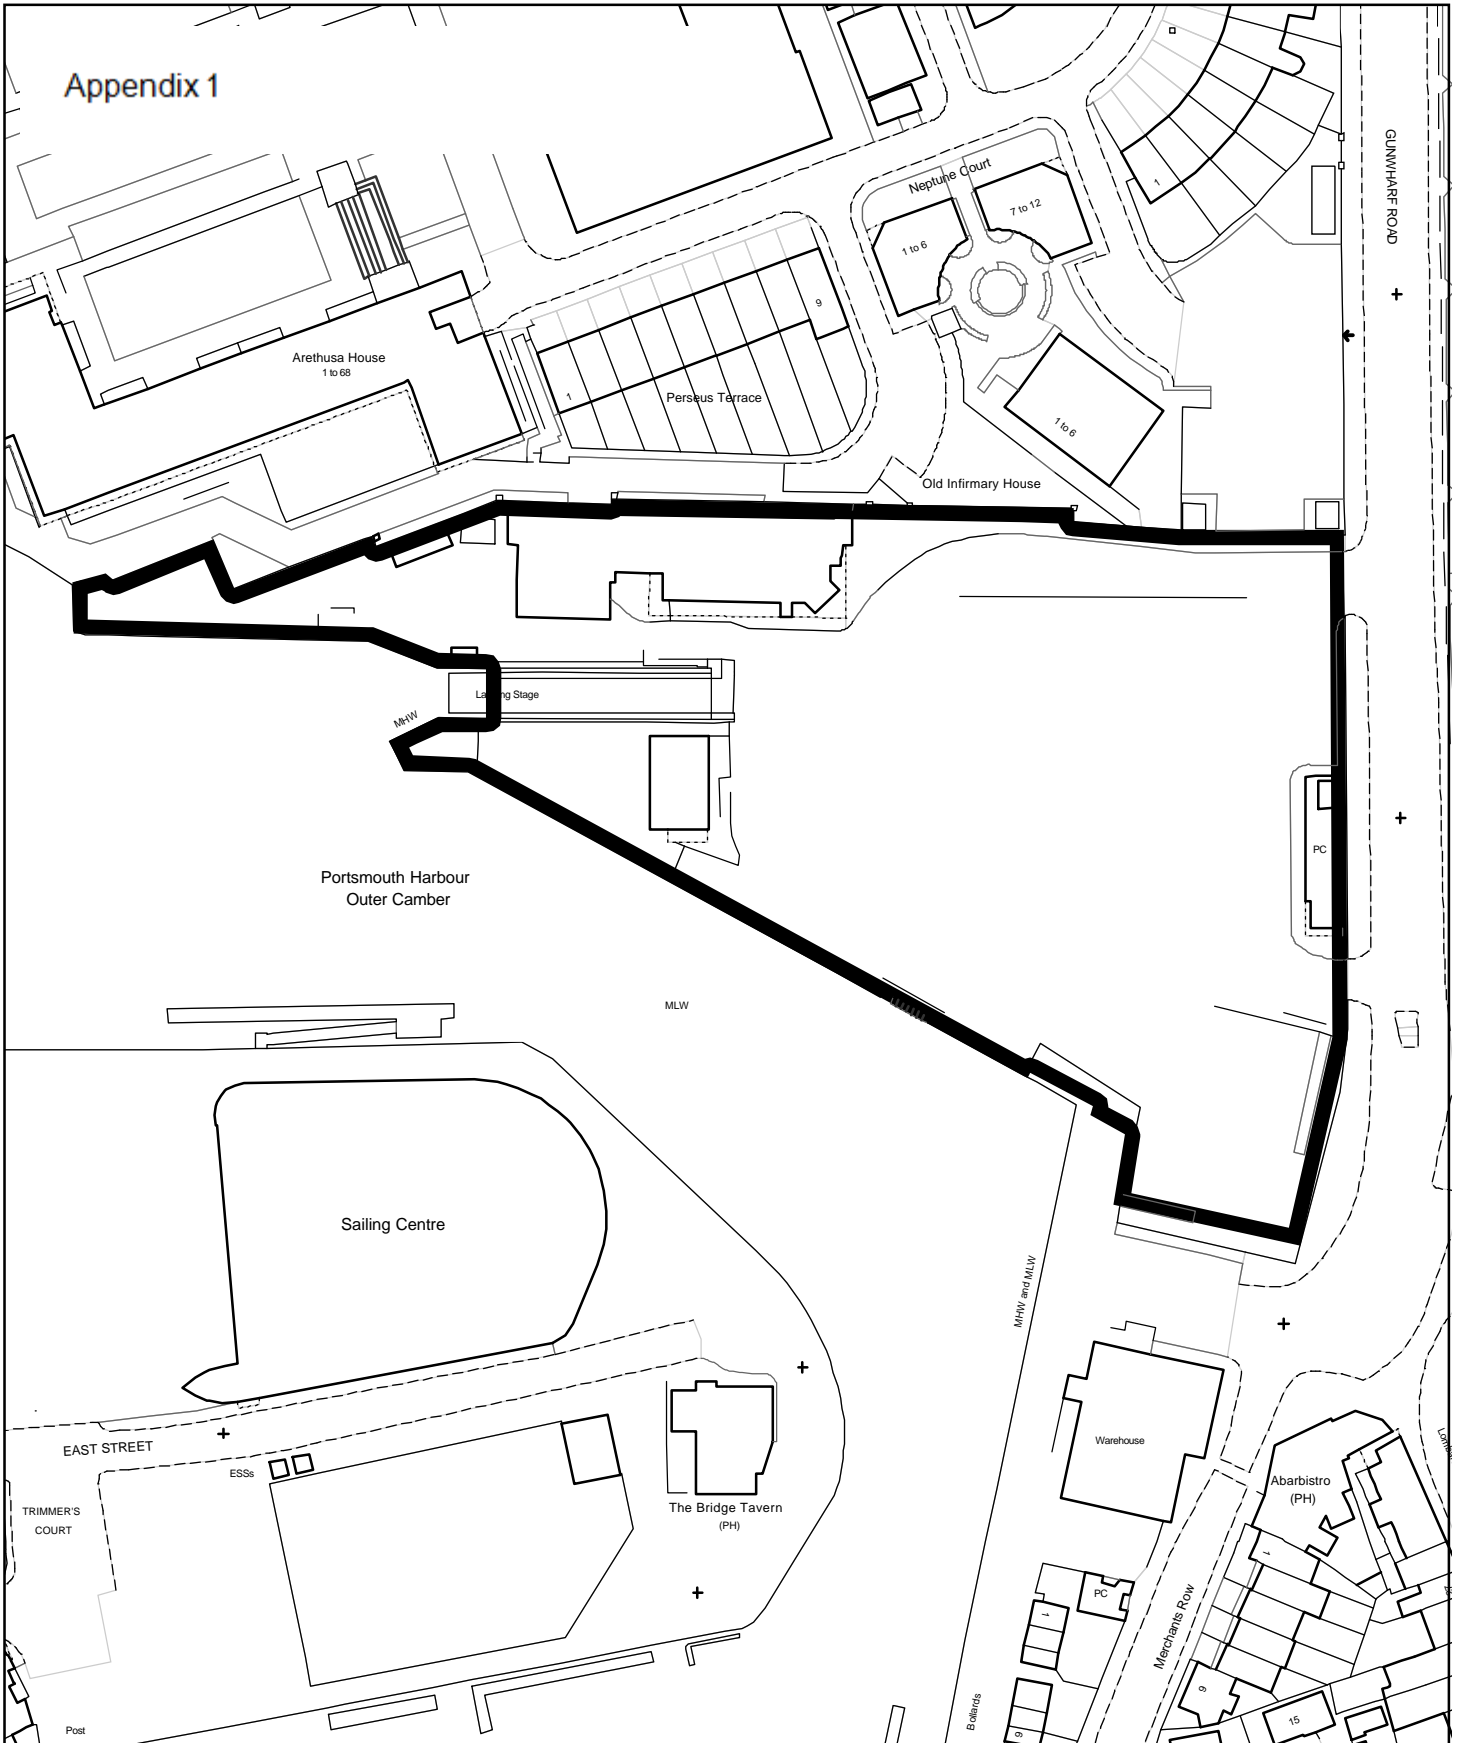 Appendix 1
GUNWHARF ROAD
Neptune Court
7 to 12
1
1 to 6
9
Arethusa House
1 to 68
1
Perseus Terrace
1 to 6
Old Infirmary House
Landing Stage
MHW
PC
Portsmouth Harbour
Outer Camber
MLW
Sailing Centre
MHW and MLW
EAST STREET
ESSs
TRIMMER'S
COURT
The Bridge Tavern
(PH)
Warehouse
Abarbistro
(PH)
1
PC
1
Merchants Row
9
15
Bollards
9
Post